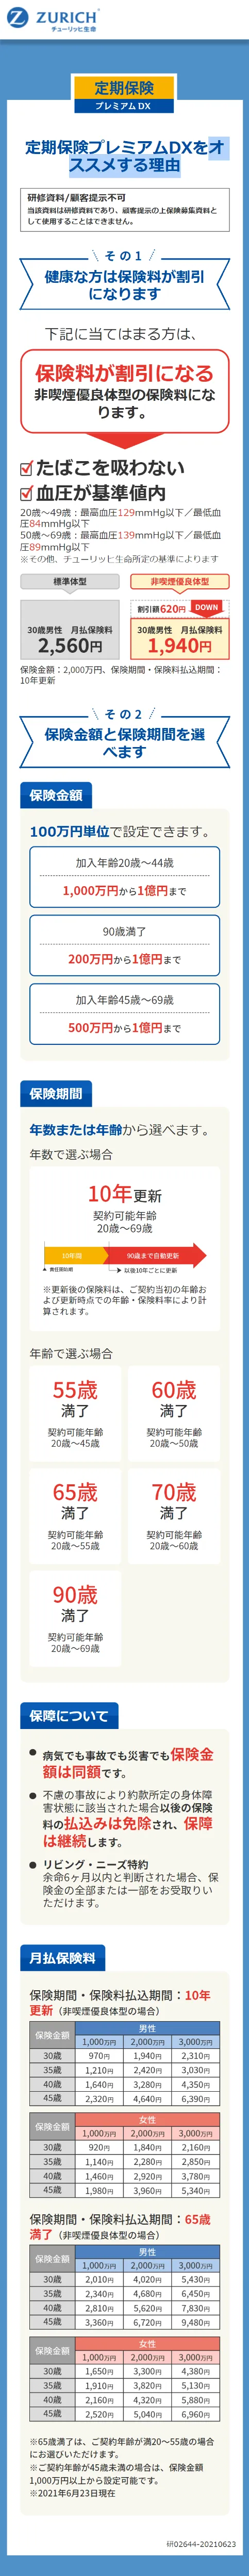 ZURICH
チューリッヒ生命
定期保険
プレミアム DX
定期保険プレミアムDXをオ
ススメする理由
研修資料/顧客提示不可
当該資料は研修資料であり、顧客提示の上保険募集資料と
して使用することはできません。
その1
健康な方は保険料が割引
になります
下記に当てはまる方は、
保険料が割引になる
非喫煙優良体型の保険料にな
ります。
たばこを吸わない
血圧が基準値内
20歳～49歳：最高血圧129mmHg以下／最低血
圧84mmHg以下
50歳～69歳：最高血圧139mmHg以下／最低血
圧89mmHg以下
※その他、チューリッヒ生命所定の基準によります
標準体型
非喫煙優良体型
割引額620円 DOWN
30歳男性 月払保険料
2,560円
30歳男性 月払保険料
1,940円
保険金額：2,000万円、保険期間・保険料払込期間：
10年更新
その2
保険金額と保険期間を選
べます
保険金額
100万円単位で設定できます。
加入年齢20歳～44歳
1,000万円から1億円まで
90歳満了
200万円から1億円まで
加入年齢45歳～69歳
500万円から1億円まで
保険期間
年数または年齢から選べます。
年数で選ぶ場合
10年更新
契約可能年齢
20歳～69歳
10年間
90歳まで自動更新
▲ 責任開始期
以後10年ごとに更新
※更新後の保険料は、ご契約当初の年齢お
よび更新時点での年齢・保険料率により計
算されます。
年齢で選ぶ場合
55歳
満了
契約可能年齢
20歳～45歳
60歳
満了
契約可能年齢
20歳～50歳
65歳
満了
契約可能年齢
20歳～55歳
70歳
満了
契約可能年齢
20歳～60歳
90歳
満了
契約可能年齢
20歳～69歳
保障について
● 病気でも事故でも災害でも保険金
額は同額です。
● 不慮の事故により約款所定の身体障
害状態に該当された場合以後の保険
料の払込みは免除され、保障
は継続します。
● リビング・ニーズ特約
余命6ヶ月以内と判断された場合、保
険金の全部または一部をお受取りい
ただけます。
月払保険料
保険期間・保険料払込期間：10年
更新（非喫煙優良体型の場合）
保険金額 男性
1,000万円 2,000万円 3,000万円
30歳 970円 1,940円 2,310円
35歳 1,210円 2,420円 3,030円
40歳 1,640円 3,280円 4,350円
45歳 2,320円 4,640円 6,390円
保険金額 女性
1,000万円 2,000万円 3,000万円
30歳 920円 1,840円 2,160円
35歳 1,140円 2,280円 2,850円
40歳 1,460円 2,920円 3,780円
45歳 1,980円 3,960円 5,340円
保険期間・保険料払込期間：65歳
満了（非喫煙優良体型の場合）
保険金額 男性
1,000万円 2,000万円 3,000万円
30歳 2,010円 4,020円 5,430円
35歳 2,340円 4,680円 6,450円
40歳 2,810円 5,620円 7,830円
45歳 3,360円 6,720円 9,480円
保険金額 女性
1,000万円 2,000万円 3,000万円
30歳 1,650円 3,300円 4,380円
35歳 1,910円 3,820円 5,130円
40歳 2,160円 4,320円 5,880円
45歳 2,520円 5,040円 6,960円
※65歳満了は、ご契約年齢が満20～55歳の場合
にお選びいただけます。
※ご契約年齢が45歳未満の場合は、保険金額
1,000万円以上から設定可能です。
※2021年6月23日現在
研02644-20210623